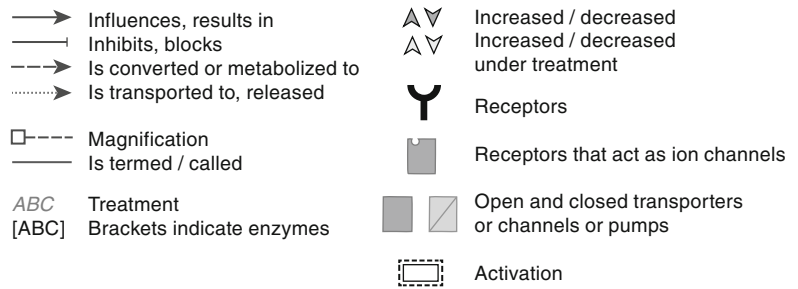 Influences, results in
Inhibits, blocks
Is converted or metabolized to
Is transported to, released
Magnification
Is termed / called
ABC Treatment
[ABC] Brackets indicate enzymes
Increased / decreased
Increased / decreased
under treatment
Receptors
Receptors that act as ion channels
Open and closed transporters
or channels or pumps
Activation